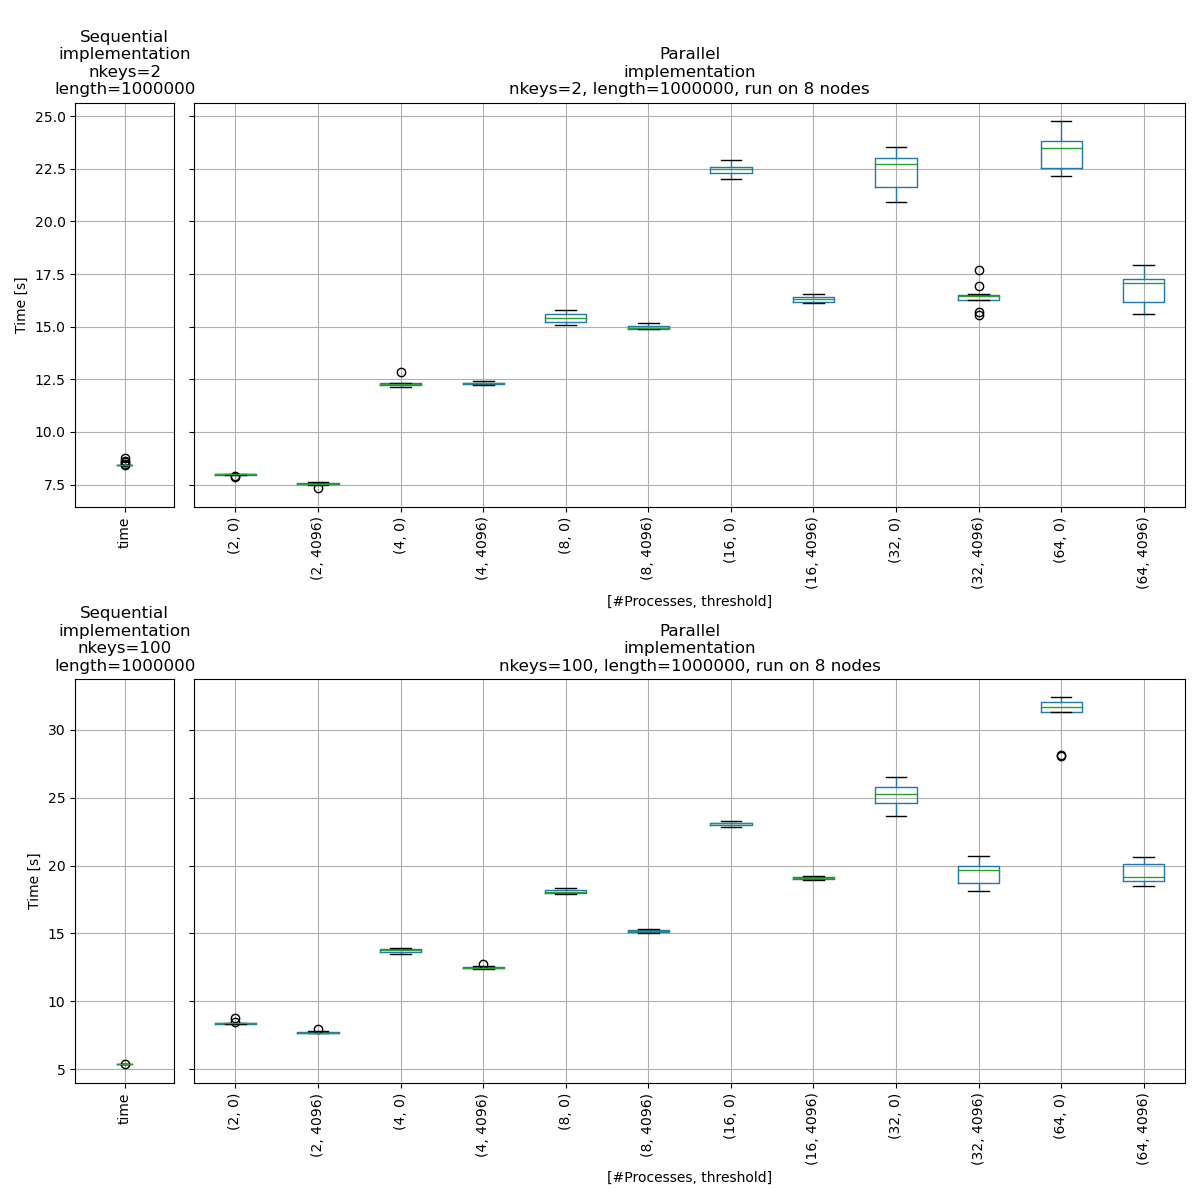 Sequential
implementation
nkeys=2
length=1000000
Parallel
implementation
nkeys=2, length=1000000, run on 8 nodes
25.0
22.5
20.0
17.5
15.0
12.5
10.0
7.5
Time [s]
time
(2, 0)
(2, 4096)
(4, 0)
(4, 4096)
(8, 0)
(8, 4096)
(16, 0)
(16, 4096)
(32, 0)
(32, 4096)
(64, 0)
(64, 4096)
[#Processes, threshold]
Sequential
implementation
nkeys=100
length=1000000
Parallel
implementation
nkeys=100, length=1000000, run on 8 nodes
30
25
20
15
10
5
Time [s]
time
(2, 0)
(2, 4096)
(4, 0)
(4, 4096)
(8, 0)
(8, 4096)
(16, 0)
(16, 4096)
(32, 0)
(32, 4096)
(64, 0)
(64, 4096)
[#Processes, threshold]